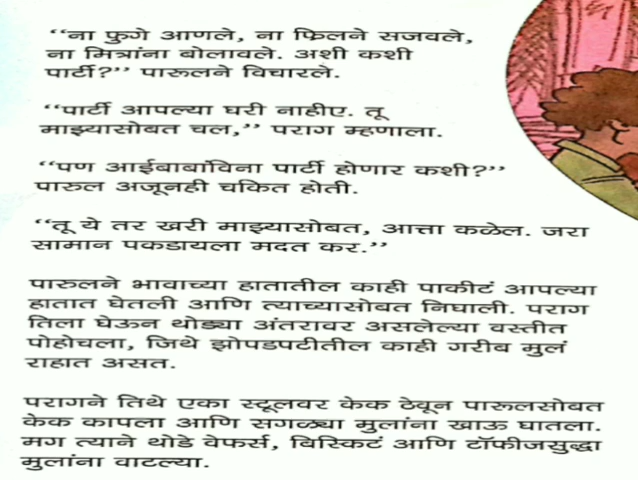 “ना फुगे आणले, ना फिलने सजवले,
ना मित्रांना बोलावले. अशी कशी
पार्टी?” पारूलने विचारले.
“पार्टी आपल्या घरी नाहीए. तू
माझ्यासोबत चल,” पराग म्हणाला.
“पण आईबाबांविना पार्टी होणार कशी?”
पारुल अजूनही चकित होती.
“तू ये तर खरी माझ्यासोबत, आत्ता कळेल. जरा
सामान पकडायला मदत कर.”
पारुलने भावाच्या हातातील काही पाकीटं आपल्या
हातात घेतली आणि त्याच्यासोबत निघाली. पराग
तिला घेऊन थोड्या अंतरावर असलेल्या वस्तीत
पोहोचला, जिथे झोपडपटीतील काही गरीब मुलं
राहात असत.
परागने तिथे एका स्टूलवर केक ठेवून पारूलसोबत
केक कापला आणि सगळ्या मुलांना खाऊ घातला.
मग त्याने थोडे वेफर्स, बिस्किटं आणि टॉफीजसुद्धा
मुलांना वाटल्या.